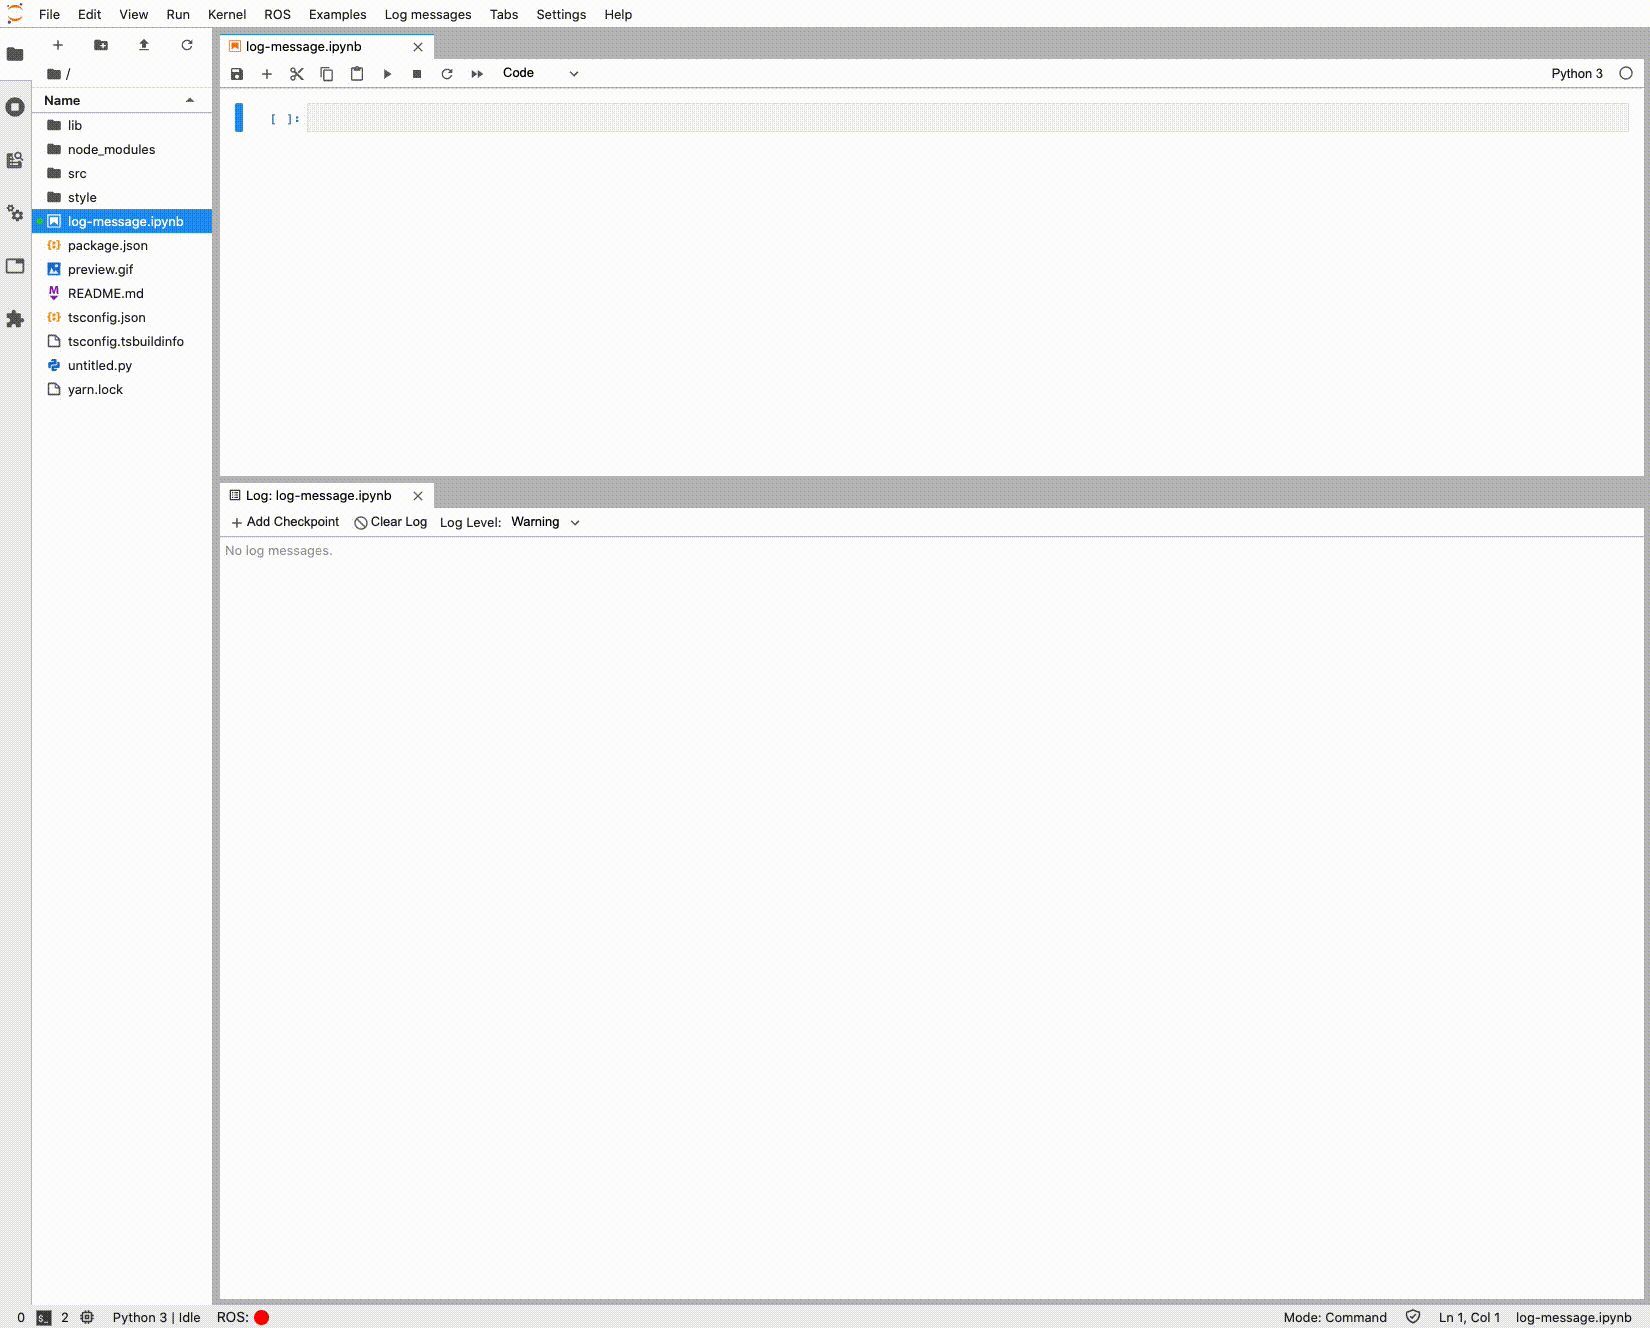 File Edit View Run Kernel ROS Examples Log messages Tabs Settings Help
/
Name
lib
node_modules
src
style
log-message.ipynb
package.json
preview.gif
README.md
tsconfig.json
tsconfig.tsbuildinfo
untitled.py
yarn.lock
log-message.ipynb
Code
Python 3
[ ]:
Log: log-message.ipynb
Add Checkpoint Clear Log Log Level: Warning
No log messages.
0 2 Python 3 | Idle ROS: Mode: Command Ln 1, Col 1 log-message.ipynb